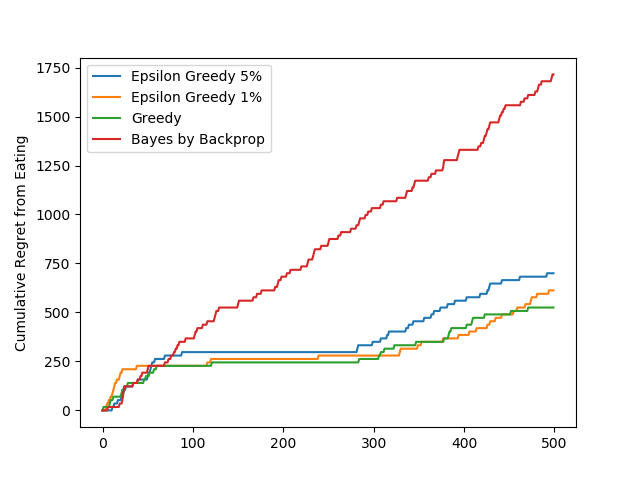 Epsilon Greedy 5%
Epsilon Greedy 1%
Greedy
Bayes by Backprop
Cumulative Regret from Eating
1750
1500
1250
1000
750
500
250
0
0 100 200 300 400 500